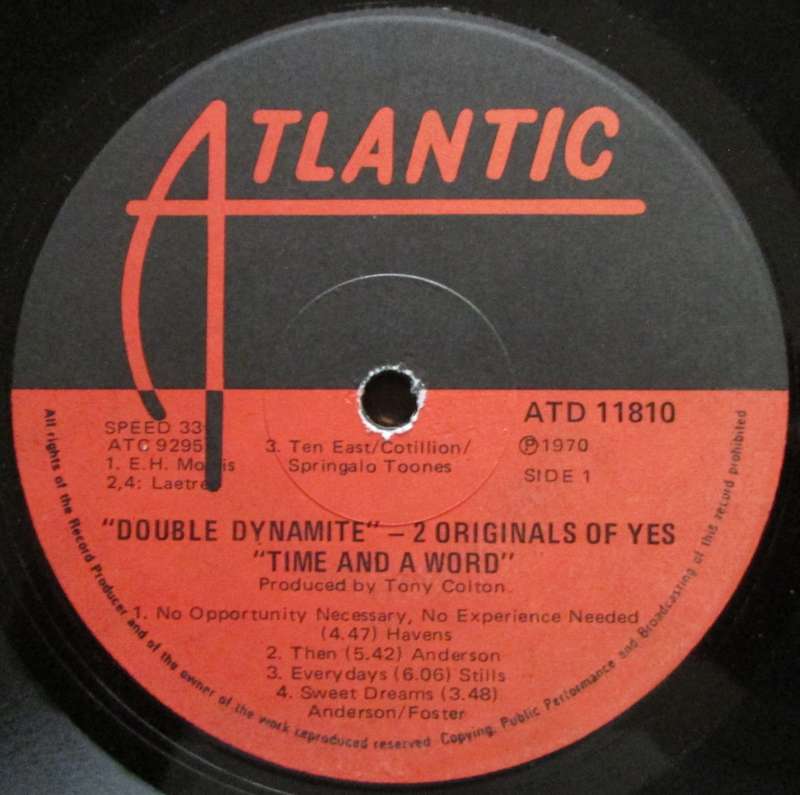 ATLANTIC
SPEED 33
ATC 9295
1. E.H. Morris
2,4: Laetrec
3. Ten East/Cotillion/
Springalo Toones
ATD 11810
Ⓟ1970
SIDE 1
"DOUBLE DYNAMITE" – 2 ORIGINALS OF YES
"TIME AND A WORD"
Produced by Tony Colton
1. No Opportunity Necessary, No Experience Needed
(4.47) Havens
2. Then (5.42) Anderson
3. Everydays (6.06) Stills
4. Sweet Dreams (3.48)
Anderson/Foster
All rights of the Record Producer and of the owner of the work reproduced reserved Copying, Public Performance and Broadcasting of this record prohibited